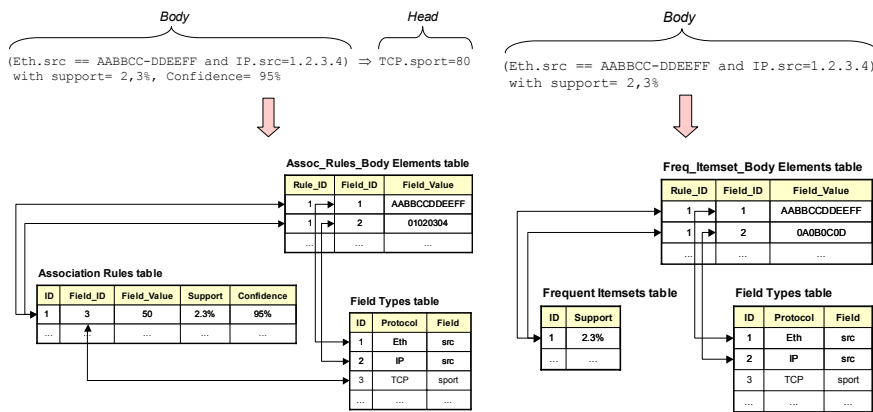 Body
Head
(Eth.src == AABBCC-DDEEFF and IP.src=1.2.3.4) ⇒ TCP.sport=80
with support= 2,3%, Confidence= 95%
Assoc_Rules_Body Elements table
Rule_ID Field_ID Field_Value
1 1 AABBCCDDEEFF
1 2 01020304
... ... ...
Association Rules table
ID Field_ID Field_Value Support Confidence
1 3 50 2.3% 95%
... ... ... ... ...
Field Types table
ID Protocol Field
1 Eth src
2 IP src
3 TCP sport
... ... ...
Body
(Eth.src == AABBCC-DDEEFF and IP.src=1.2.3.4)
with support= 2,3%
Freq_Itemset_Body Elements table
Rule_ID Field_ID Field_Value
1 1 AABBCCDDEEFF
1 2 0A0B0C0D
... ... ...
Frequent Itemsets table
ID Support
1 2.3%
... ...
Field Types table
ID Protocol Field
1 Eth src
2 IP src
3 TCP sport
... ... ...